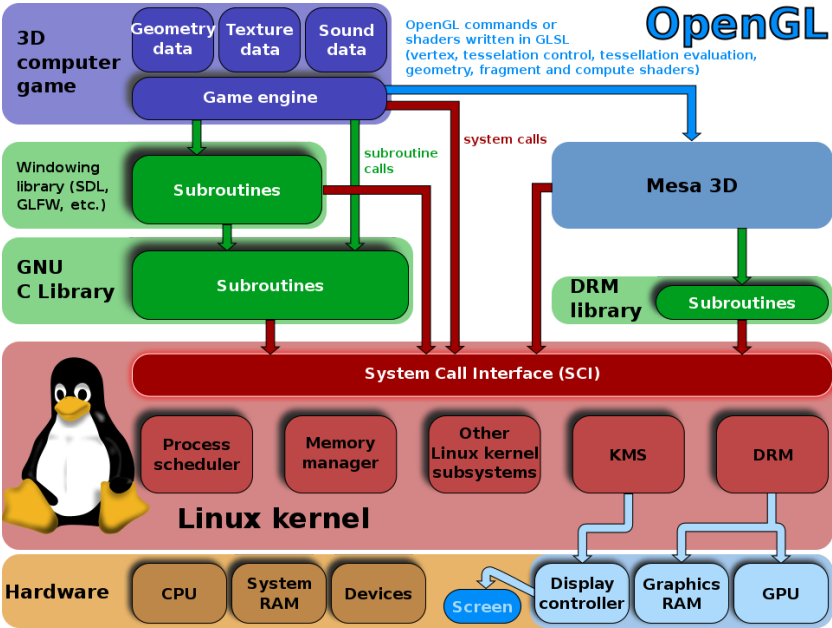 3D
computer
game
Geometry
data
Texture
data
Sound
data
Game engine
OpenGL commands or
shaders written in GLSL
(vertex, tesselation control, tessellation evaluation,
geometry, fragment and compute shaders)
OpenGL
system calls
subroutine
calls
Windowing
library (SDL,
GLFW, etc.)
Subroutines
Mesa 3D
GNU
C Library
Subroutines
DRM
library
Subroutines
System Call Interface (SCI)
Process
scheduler
Memory
manager
Other
Linux kernel
subsystems
KMS
DRM
Linux kernel
Hardware
CPU
System
RAM
Devices
Screen
Display
controller
Graphics
RAM
GPU